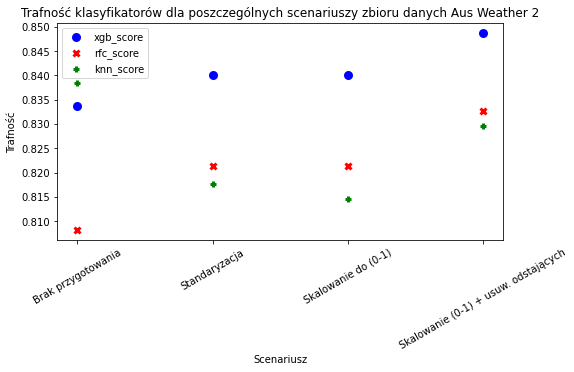 Trafność klasyfikatorów dla poszczególnych scenariuszy zbioru danych Aus Weather 2
xgb_score
rfc_score
knn_score
Trafność
0.850
0.845
0.840
0.835
0.830
0.825
0.820
0.815
0.810
Brak przygotowania
Standaryzacja
Skalowanie do (0-1)
Skalowanie (0-1) + usuw. odstających
Scenariusz